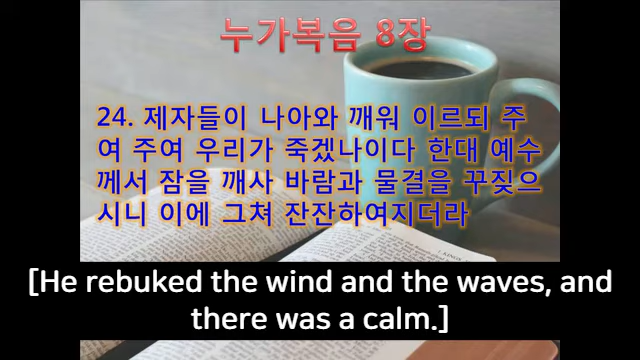 누가복음 8장
24. 제자들이 나아와 깨워 이르되 주
여 주여 우리가 죽겠나이다 한대 예수
께서 잠을 깨사 바람과 물결을 꾸짖으
시니 이에 그쳐 잔잔하여지더라
[He rebuked the wind and the waves, and
there was a calm.]